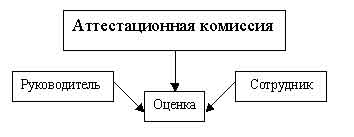 Аттестационная комиссия
Руководитель
Сотрудник
Оценка